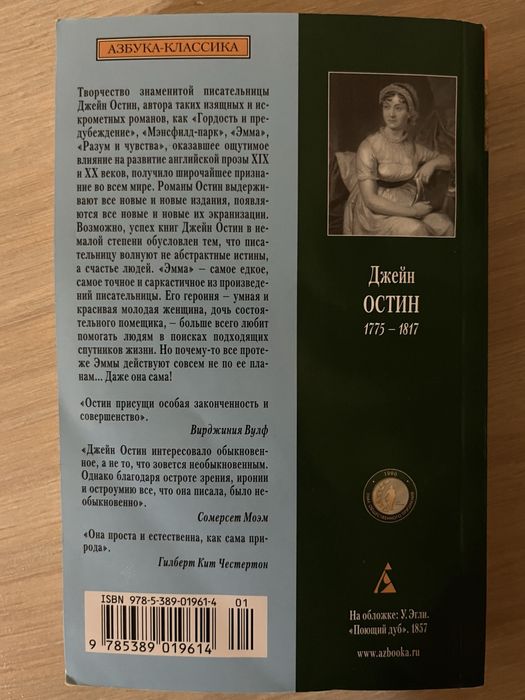 АЗБУКА-КЛАССИКА
Творчество знаменитой писательницы
Джейн Остин, автора таких изящных и ис-
крометных романов, как «Гордость и пре-
дубеждение», «Мэнсфилд-парк», «Эмма»,
«Разум и чувства», оказавшее ощутимое
влияние на развитие английской прозы XIX
и XX веков, получило широчайшее призна-
ние во всем мире. Романы Остин выдержи-
вают все новые и новые издания, появля-
ются все новые и новые их экранизации.
Возможно, успех книг Джейн Остин в не-
малой степени обусловлен тем, что писа-
тельницу волнуют не абстрактные истины,
а счастье людей. «Эмма» – самое едкое,
самое точное и саркастичное из произведе-
ний писательницы. Его героиня – умная и
красивая молодая женщина, дочь состоя-
тельного помещика, – больше всего любит
помогать людям в поисках подходящих
спутников жизни. Но почему-то все проте-
же Эммы действуют совсем не по ее пла-
нам... Даже она сама!
«Остин присущи особая законченность и
совершенство».
Вирджиния Вулф
«Джейн Остин интересовало обыкновен-
ное, а не то, что зовется необыкновенным.
Однако благодаря остроте зрения, иронии
и остроумию все, что она писала, было не-
обыкновенно».
Сомерсет Моэм
«Она проста и естественна, как сама при-
рода».
Гилберт Кит Честертон
ISBN 978-5-389-01961-4
01
9 785389 019614
Джейн
ОСТИН
1775 – 1817
1990
На обложке: У. Эгли.
«Поющий дуб». 1857
www.azbooka.ru